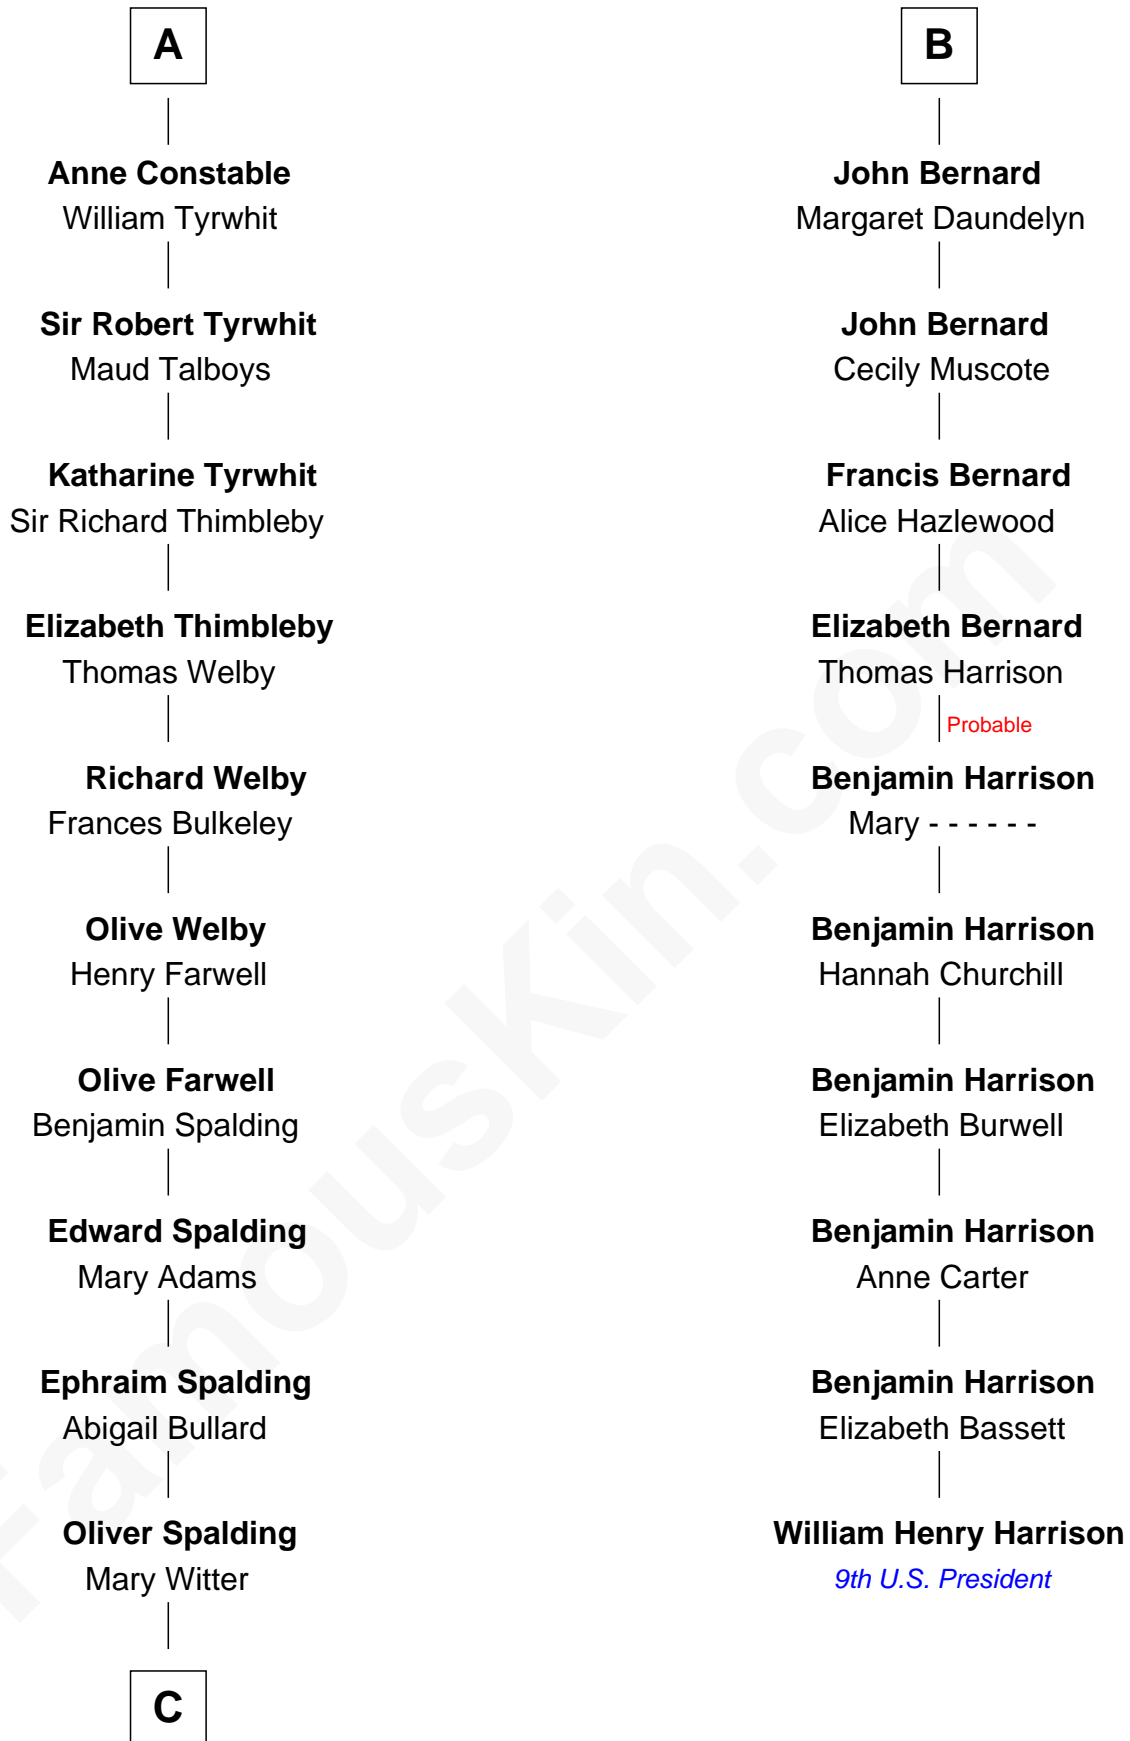 A
Anne Constable
William Tyrwhit
Sir Robert Tyrwhit
Maud Talboys
Katharine Tyrwhit
Sir Richard Thimbleby
Elizabeth Thimbleby
Thomas Welby
Richard Welby
Frances Bulkeley
Olive Welby
Henry Farwell
Olive Farwell
Benjamin Spalding
Edward Spalding
Mary Adams
Ephraim Spalding
Abigail Bullard
Oliver Spalding
Mary Witter
C
B
John Bernard
Margaret Daundelyn
John Bernard
Cecily Muscote
Francis Bernard
Alice Hazlewood
Elizabeth Bernard
Thomas Harrison
Probable
Benjamin Harrison
Mary - - - - - -
Benjamin Harrison
Hannah Churchill
Benjamin Harrison
Elizabeth Burwell
Benjamin Harrison
Anne Carter
Benjamin Harrison
Elizabeth Bassett
William Henry Harrison
9th U.S. President
FamousKin.com